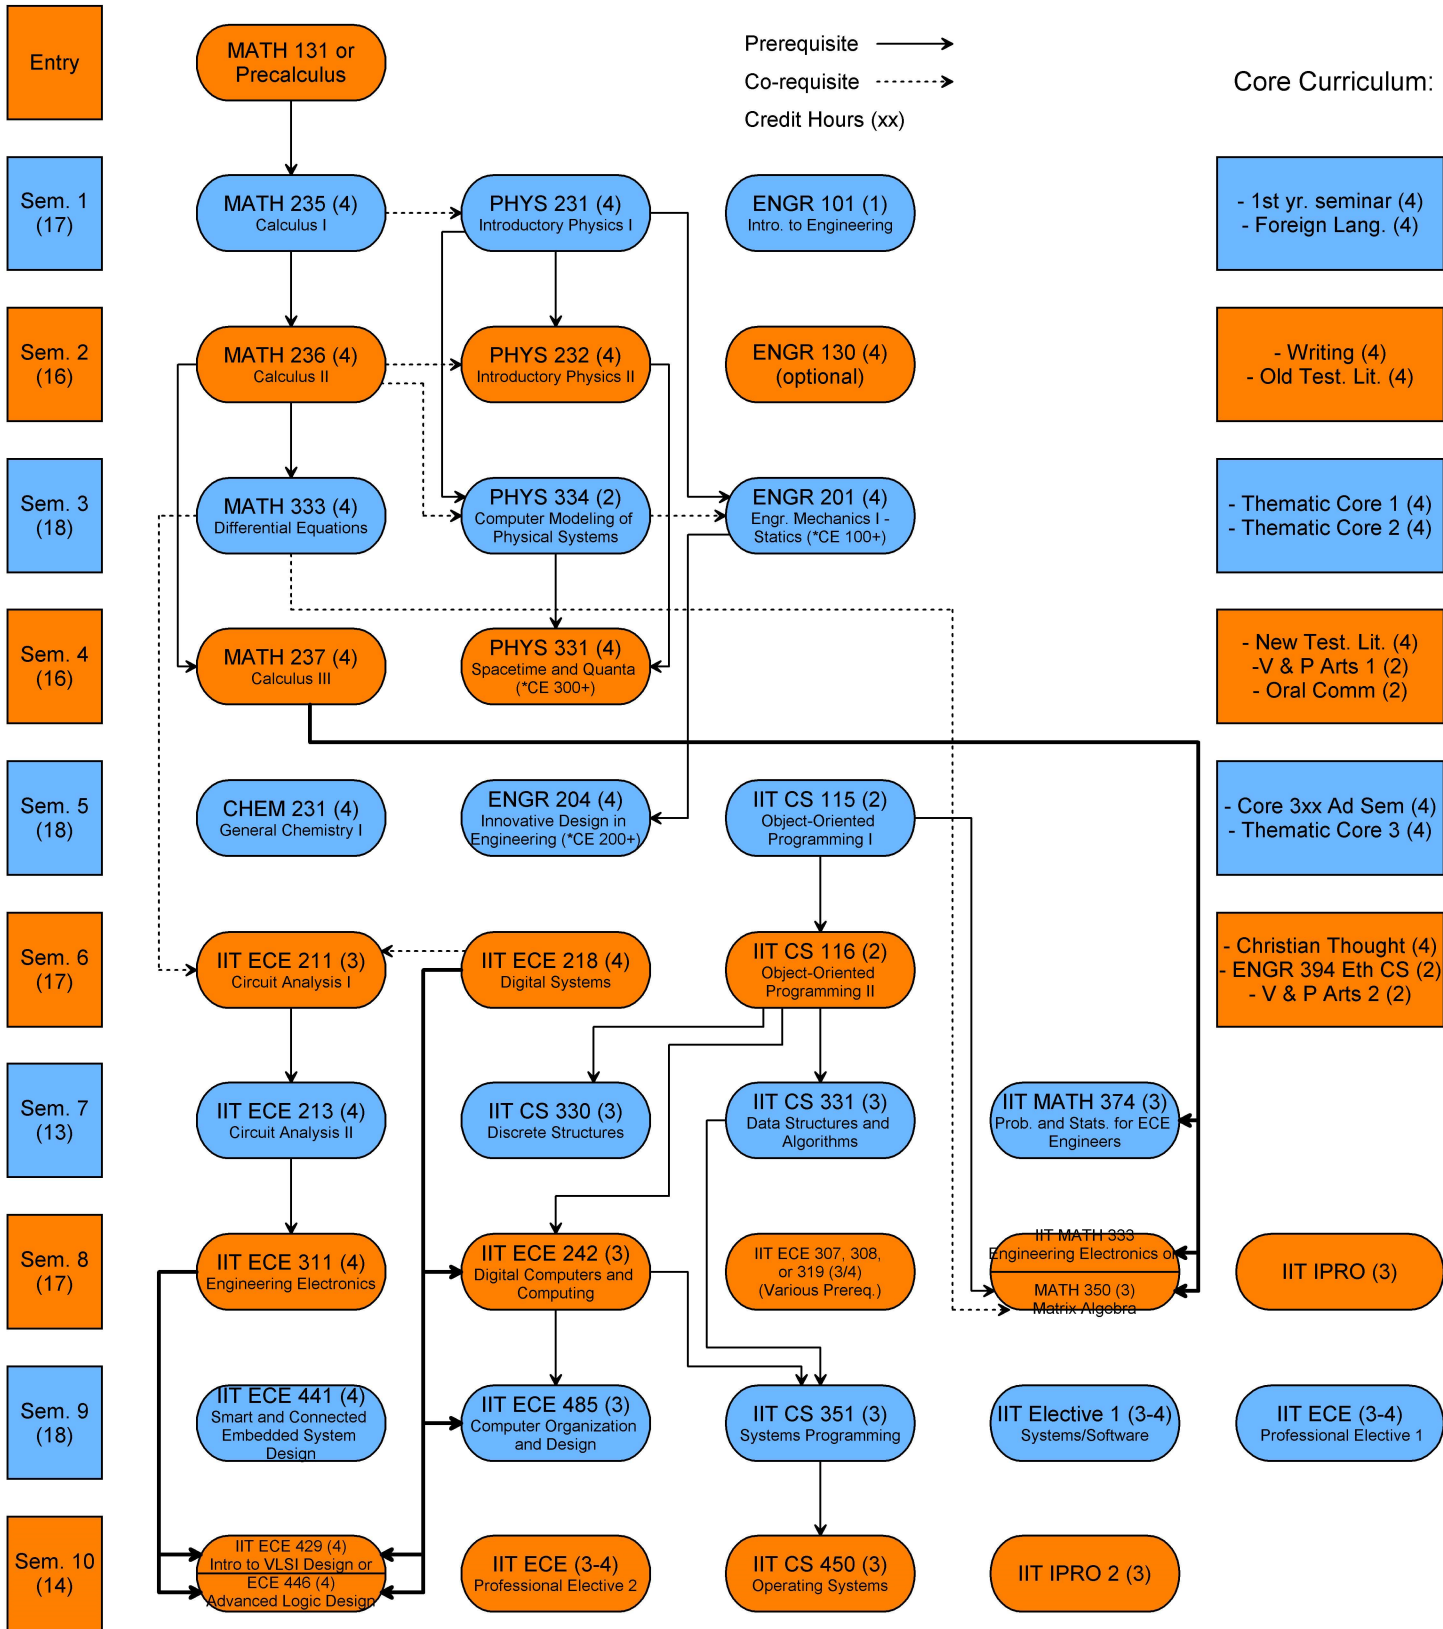 Entry
MATH 131 or
Precalculus
Prerequisite
Co-requisite
Credit Hours (xx)
Core Curriculum:
Sem. 1
(17)
MATH 235 (4)
Calculus I
PHYS 231 (4)
Introductory Physics I
ENGR 101 (1)
Intro. to Engineering
- 1st yr. seminar (4)
- Foreign Lang. (4)
Sem. 2
(16)
MATH 236 (4)
Calculus II
PHYS 232 (4)
Introductory Physics II
ENGR 130 (4)
(optional)
- Writing (4)
- Old Test. Lit. (4)
Sem. 3
(18)
MATH 333 (4)
Differential Equations
PHYS 334 (2)
Computer Modeling of
Physical Systems
ENGR 201 (4)
Engr. Mechanics I -
Statics (*CE 100+)
- Thematic Core 1 (4)
- Thematic Core 2 (4)
Sem. 4
(16)
MATH 237 (4)
Calculus III
PHYS 331 (4)
Spacetime and Quanta
(*CE 300+)
- New Test. Lit. (4)
-V & P Arts 1 (2)
- Oral Comm (2)
Sem. 5
(18)
CHEM 231 (4)
General Chemistry I
ENGR 204 (4)
Innovative Design in
Engineering (*CE 200+)
IIT CS 115 (2)
Object-Oriented
Programming I
- Core 3xx Ad Sem (4)
- Thematic Core 3 (4)
Sem. 6
(17)
IIT ECE 211 (3)
Circuit Analysis I
IIT ECE 218 (4)
Digital Systems
IIT CS 116 (2)
Object-Oriented
Programming II
- Christian Thought (4)
- ENGR 394 Eth CS (2)
- V & P Arts 2 (2)
Sem. 7
(13)
IIT ECE 213 (4)
Circuit Analysis II
IIT CS 330 (3)
Discrete Structures
IIT CS 331 (3)
Data Structures and
Algorithms
IIT MATH 374 (3)
Prob. and Stats. for ECE
Engineers
Sem. 8
(17)
IIT ECE 311 (4)
Engineering Electronics
IIT ECE 242 (3)
Digital Computers and
Computing
IIT ECE 307, 308,
or 319 (3/4)
(Various Prereq.)
IIT MATH 333
Engineering Electronics or
MATH 350 (3)
Matrix Algebra
IIT IPRO (3)
Sem. 9
(18)
IIT ECE 441 (4)
Smart and Connected
Embedded System
Design
IIT ECE 485 (3)
Computer Organization
and Design
IIT CS 351 (3)
Systems Programming
IIT Elective 1 (3-4)
Systems/Software
IIT ECE (3-4)
Professional Elective 1
Sem. 10
(14)
IIT ECE 429 (4)
Intro to VLSI Design or
ECE 446 (4)
Advanced Logic Design
IIT ECE (3-4)
Professional Elective 2
IIT CS 450 (3)
Operating Systems
IIT IPRO 2 (3)